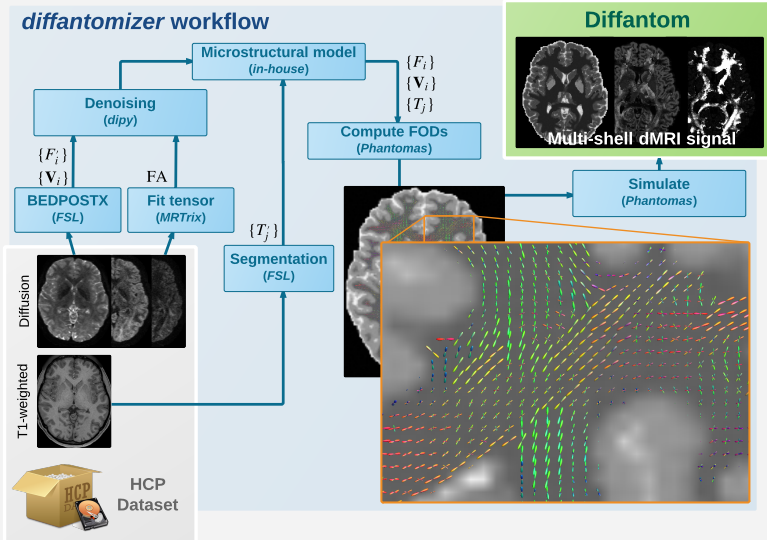 diffantomizer workflow
Diffantom
Multi-shell dMRI signal
Microstructural model
(in-house)
{F_i}
{V_i}
{T_j}
Denoising
(dipy)
Compute FODs
(Phantomas)
{F'_i}
{V_i}
FA
BEDPOSTX
(FSL)
Fit tensor
(MRTrix)
Simulate
(Phantomas)
{T'_j}
Segmentation
(FSL)
Diffusion
T1-weighted
HCP
DA
HCP
Dataset